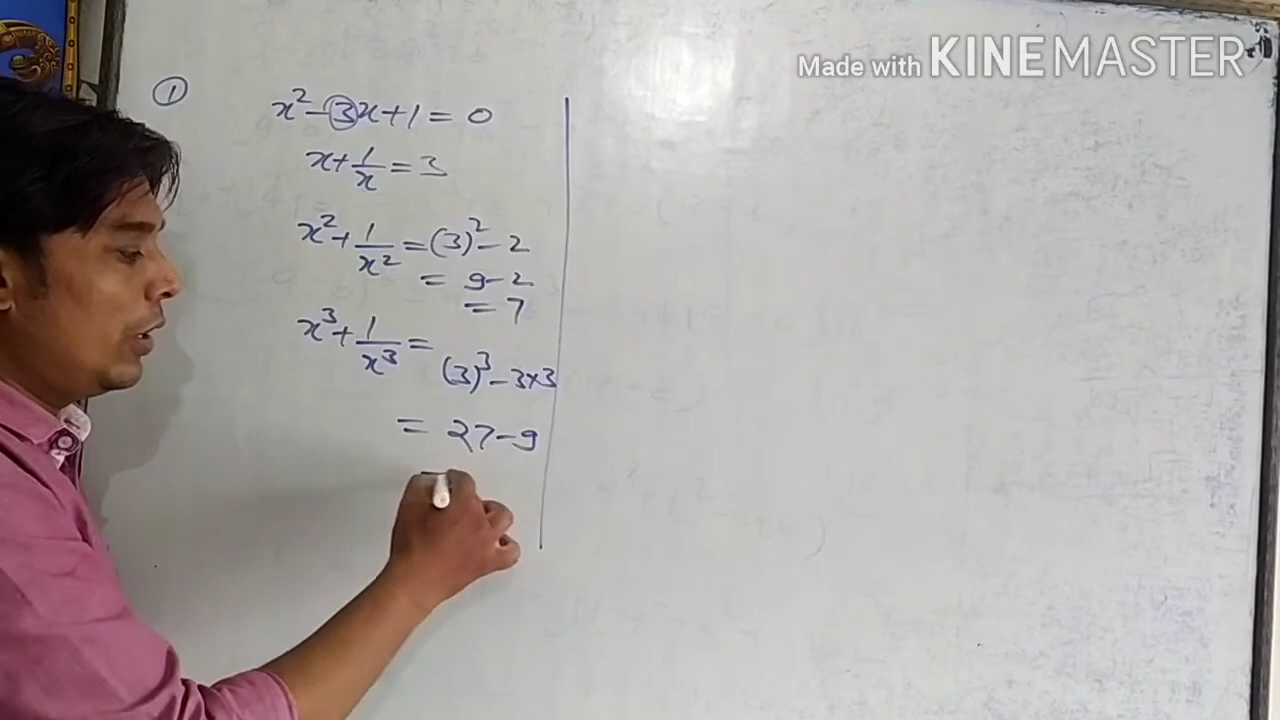 Made with KINEMASTER
①
x² - 3x + 1 = 0
x + 1/x = 3
x² + 1/x² = (3)² - 2
= 9 - 2
= 7
x³ + 1/x³ =
(3)³ - 3×3
= 27 - 9